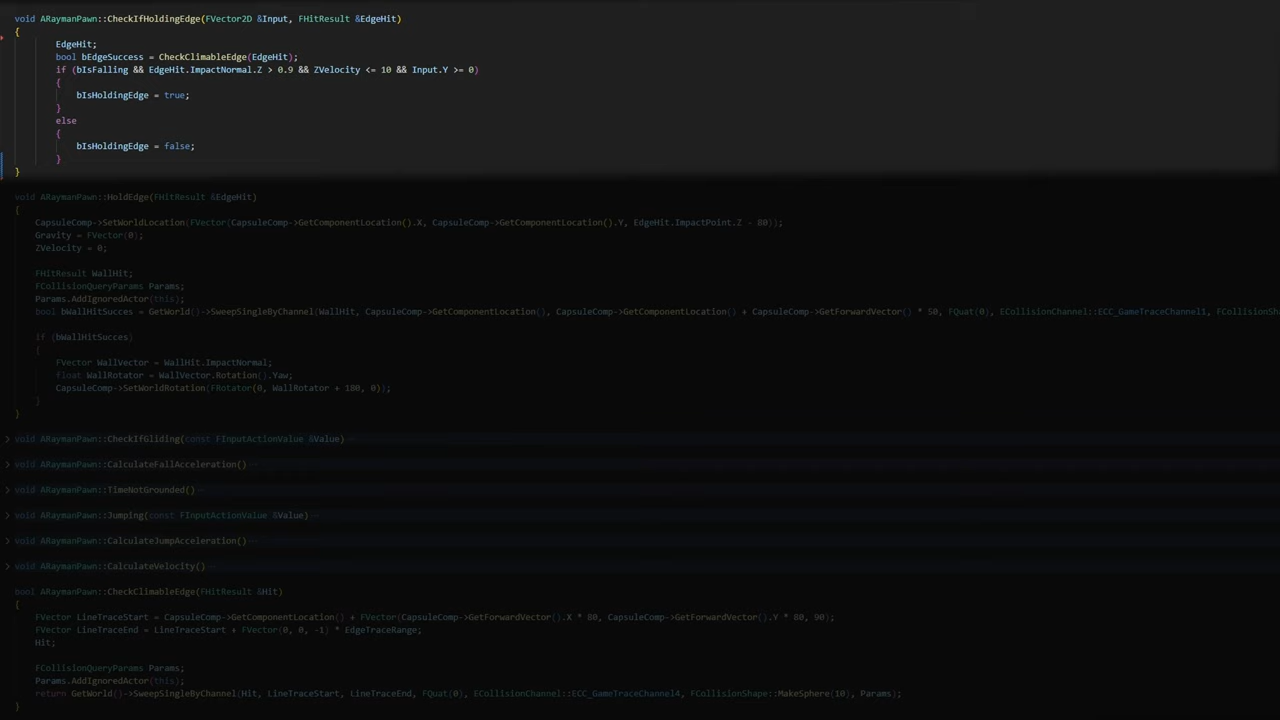 void ARaymanPawn::CheckIfHoldingEdge(FVector2D &Input, FHitResult &EdgeHit)
{
EdgeHit;
bool bEdgeSuccess = CheckClimableEdge(EdgeHit);
if (bIsFalling && EdgeHit.ImpactNormal.Z > 0.9 && ZVelocity <= 10 && Input.Y >= 0)
{
bIsHoldingEdge = true;
}
else
{
bIsHoldingEdge = false;
}
}
void ARaymanPawn::HoldEdge(FHitResult &EdgeHit)
{
CapsuleComp->SetWorldLocation(FVector(CapsuleComp->GetComponentLocation().X, CapsuleComp->GetComponentLocation().Y, EdgeHit.ImpactPoint.Z - 80));
Gravity = FVector(0);
ZVelocity = 0;
FHitResult WallHit;
FCollisionQueryParams Params;
Params.AddIgnoredActor(this);
bool bWallHitSucces = GetWorld()->SweepSingleByChannel(WallHit, CapsuleComp->GetComponentLocation(), CapsuleComp->GetComponentLocation() + CapsuleComp->GetForwardVector() * 50, FQuat(0), ECollisionChannel::ECC_GameTraceChannel1, FCollisionSha
if (bWallHitSucces)
{
FVector WallVector = WallHit.ImpactNormal;
float WallRotator = WallVector.Rotation().Yaw;
CapsuleComp->SetWorldRotation(FRotator(0, WallRotator + 180, 0));
}
}
> void ARaymanPawn::CheckIfGliding(const FInputActionValue &Value) ···
> void ARaymanPawn::CalculateFallAcceleration() ···
> void ARaymanPawn::TimeNotGrounded() ···
> void ARaymanPawn::Jumping(const FInputActionValue &Value) ···
> void ARaymanPawn::CalculateJumpAcceleration() ···
> void ARaymanPawn::CalculateVelocity() ···
bool ARaymanPawn::CheckClimableEdge(FHitResult &Hit)
{
FVector LineTraceStart = CapsuleComp->GetComponentLocation() + FVector(CapsuleComp->GetForwardVector().X * 80, CapsuleComp->GetForwardVector().Y * 80, 90);
FVector LineTraceEnd = LineTraceStart + FVector(0, 0, -1) * EdgeTraceRange;
Hit;
FCollisionQueryParams Params;
Params.AddIgnoredActor(this);
return GetWorld()->SweepSingleByChannel(Hit, LineTraceStart, LineTraceEnd, FQuat(0), ECollisionChannel::ECC_GameTraceChannel4, FCollisionShape::MakeSphere(10), Params);
}